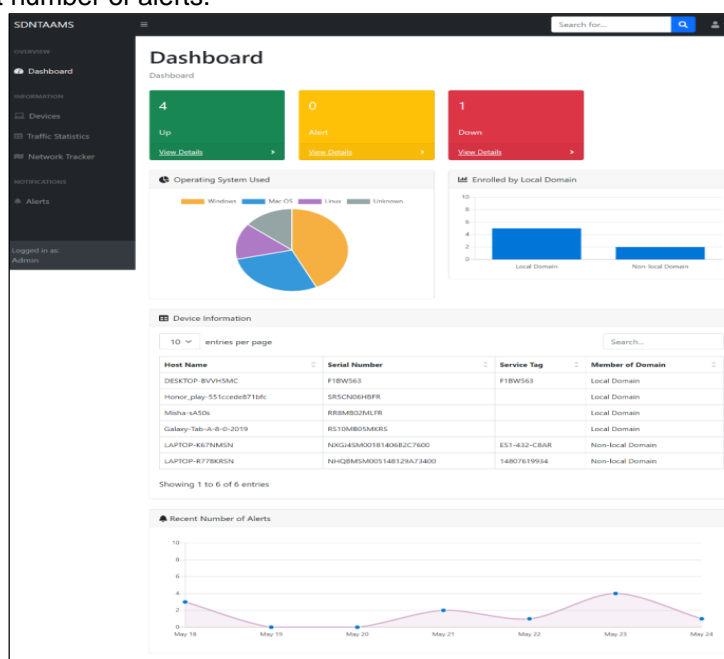 number of alerts.
SDNTAAMS
Search for...
OVERVIEW
Dashboard
INFORMATION
Devices
Traffic Statistics
Network Tracker
NOTIFICATIONS
Alerts
Logged in as:
Admin
Dashboard
Dashboard
4
Up
View Details
0
Alert
View Details
1
Down
View Details
Operating System Used
Windows Mac OS Linux Unknown
Enrolled by Local Domain
10
8
6
4
2
0
Local Domain Non-local Domain
Device Information
10 entries per page
Search...
Host Name Serial Number Service Tag Member of Domain
DESKTOP-BVVH5MC F1BW563 F1BW563 Local Domain
Honor_play-551ccede871bfc SR5CN06HBFR Local Domain
Misha-sA50s RR8MB02MLFR Local Domain
Galaxy-Tab-A-8-0-2019 RS10MB05MKRS Local Domain
LAPTOP-K67NMSN NXGJ4SM00181406B2C7600 ES1-432-C8AR Non-local Domain
LAPTOP-R778KRSN NHQ8MSM005148129A73400 14807619934 Non-local Domain
Showing 1 to 6 of 6 entries
Recent Number of Alerts
10
8
6
4
2
0
May 18 May 19 May 20 May 21 May 22 May 23 May 24